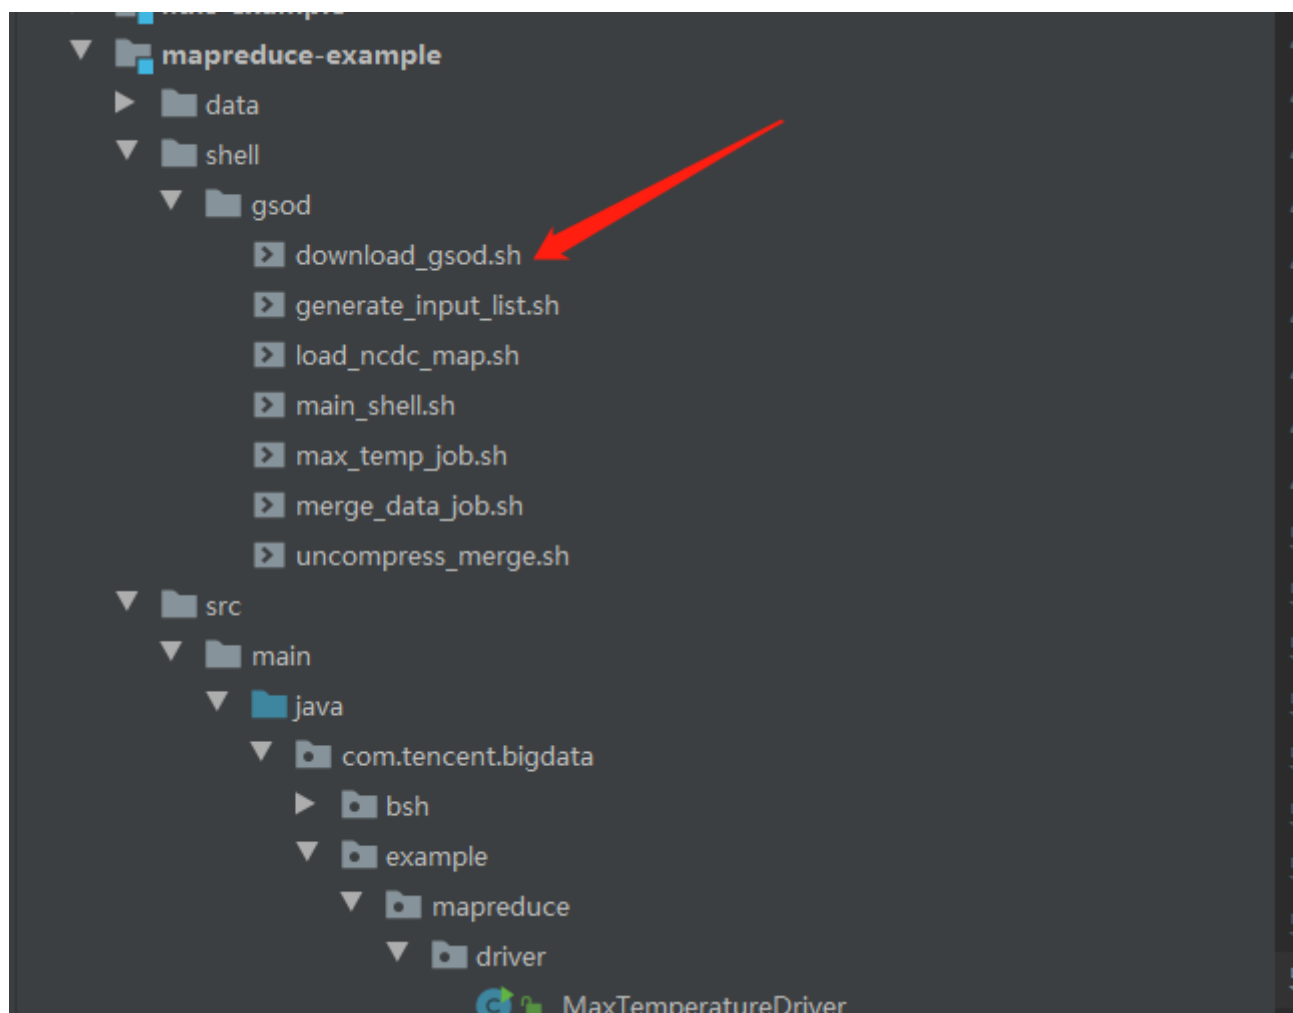 mapreduce-example
data
shell
gsod
download_gsod.sh
generate_input_list.sh
load_ncdc_map.sh
main_shell.sh
max_temp_job.sh
merge_data_job.sh
uncompress_merge.sh
src
main
java
com.tencent.bigdata
bsh
example
mapreduce
driver
MaxTemperatureDriver